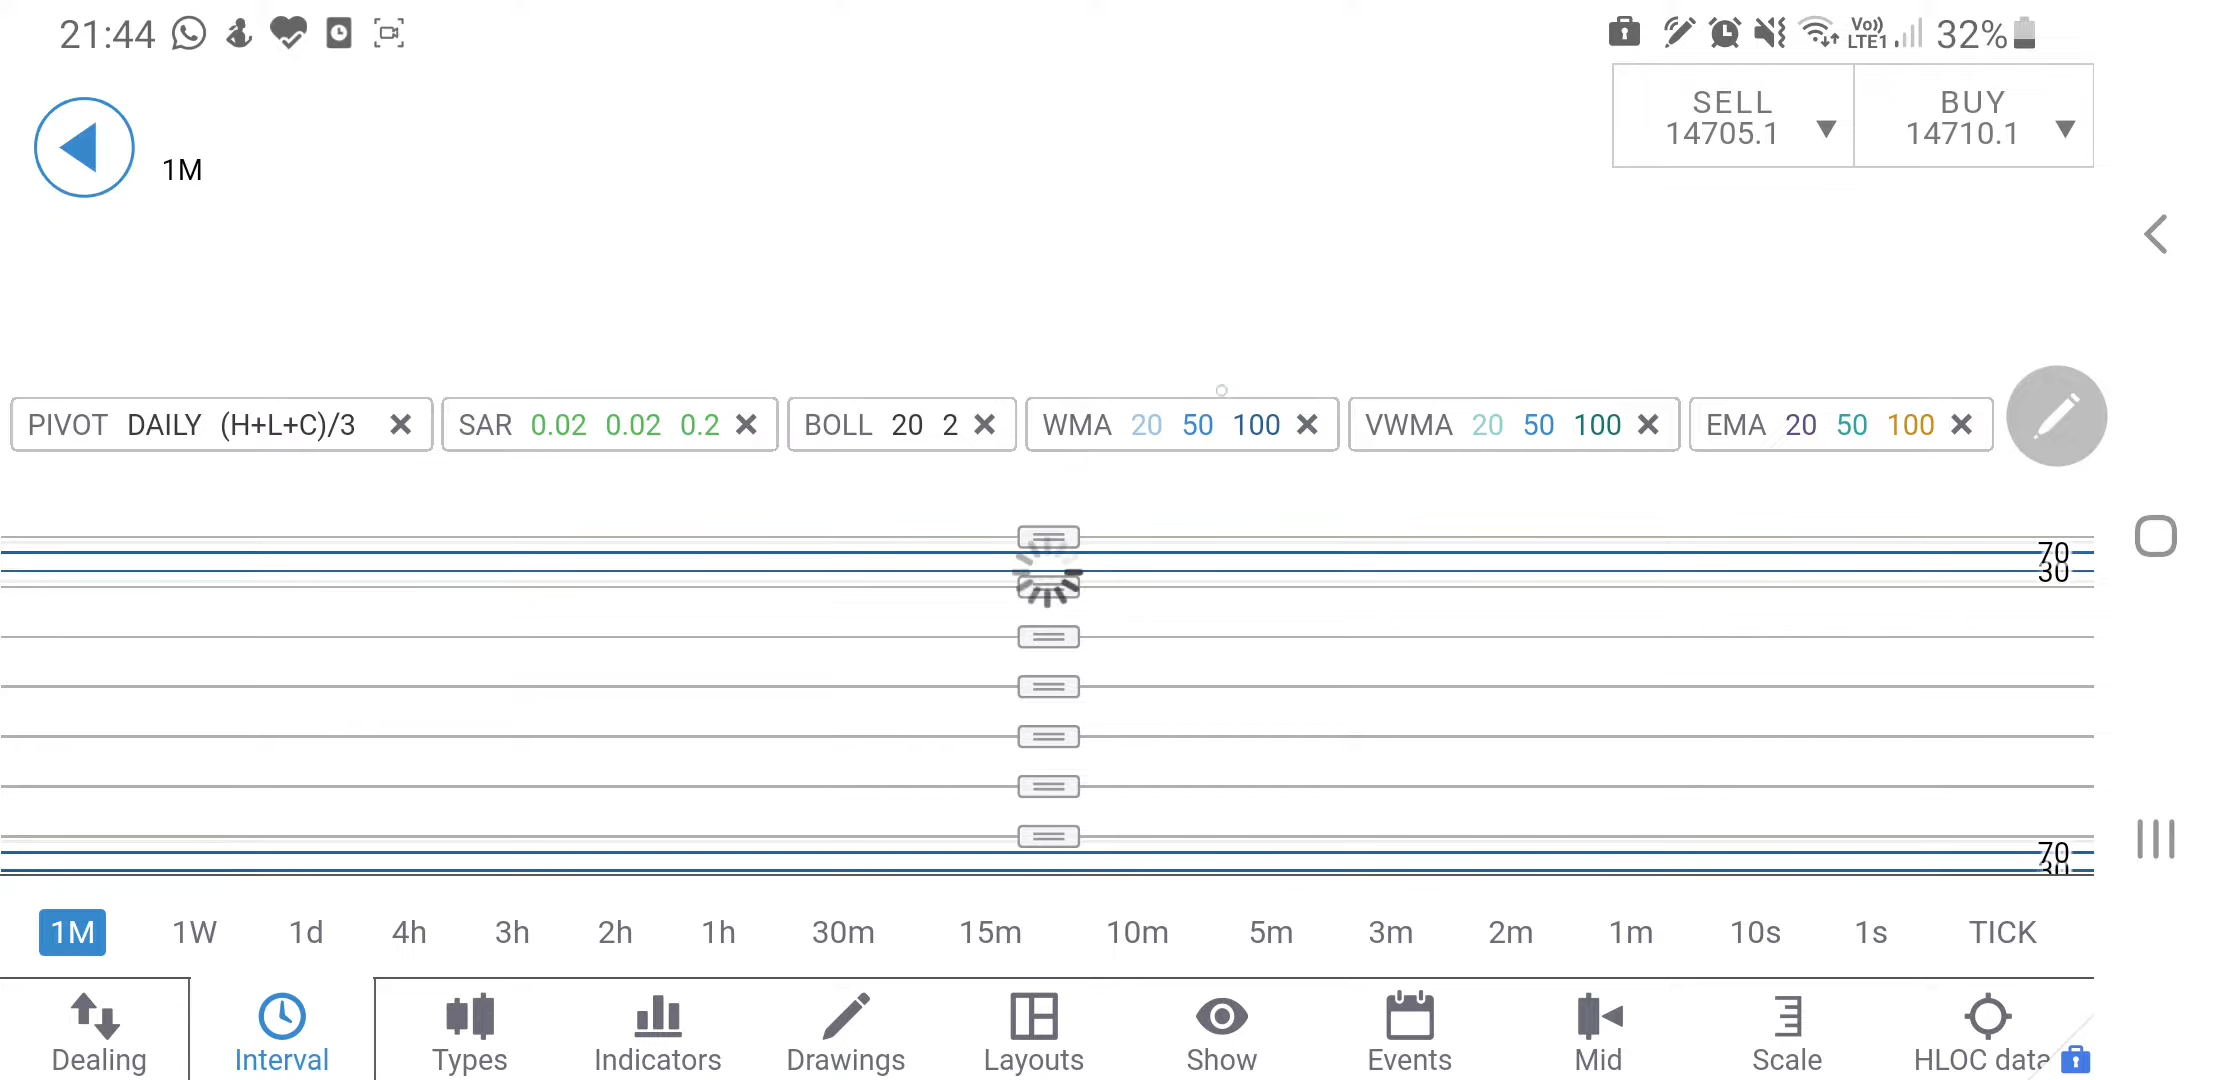 21:44
Vo)) LTE1 32%
SELL
14705.1
BUY
14710.1
1M
PIVOT DAILY (H+L+C)/3
SAR 0.02 0.02 0.2
BOLL 20 2
WMA 20 50 100
VWMA 20 50 100
EMA 20 50 100
70
30
70
30
1M 1W 1d 4h 3h 2h 1h 30m 15m 10m 5m 3m 2m 1m 10s 1s TICK
Dealing Interval Types Indicators Drawings Layouts Show Events Mid Scale HLOC data